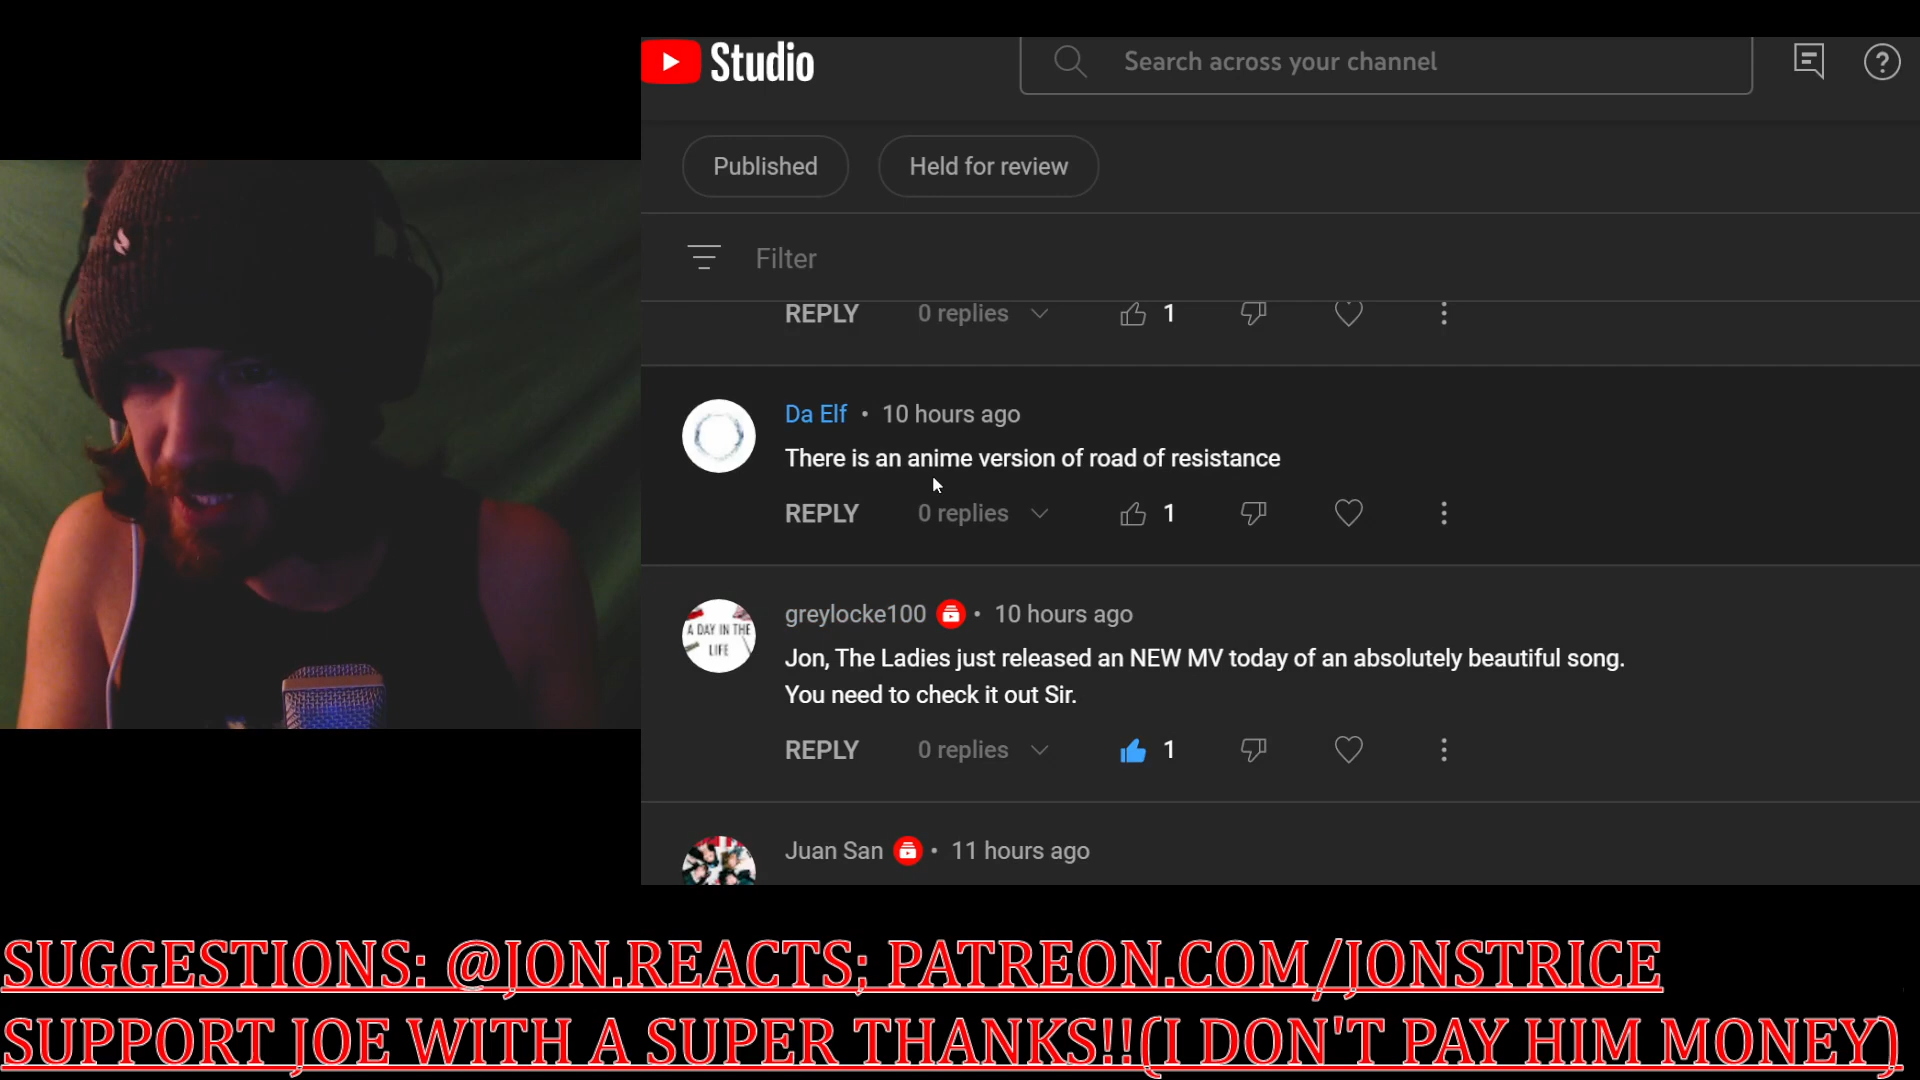 Studio
Search across your channel
Published
Held for review
Filter
REPLY 0 replies 1
Da Elf • 10 hours ago
There is an anime version of road of resistance
REPLY 0 replies 1
A DAY IN THE
LIFE
greylocke100 • 10 hours ago
Jon, The Ladies just released an NEW MV today of an absolutely beautiful song.
You need to check it out Sir.
REPLY 0 replies 1
Juan San • 11 hours ago
SUGGESTIONS: @JON.REACTS; PATREON.COM/JONSTRICE
SUPPORT JOE WITH A SUPER THANKS!!(I DON'T PAY HIM MONEY)